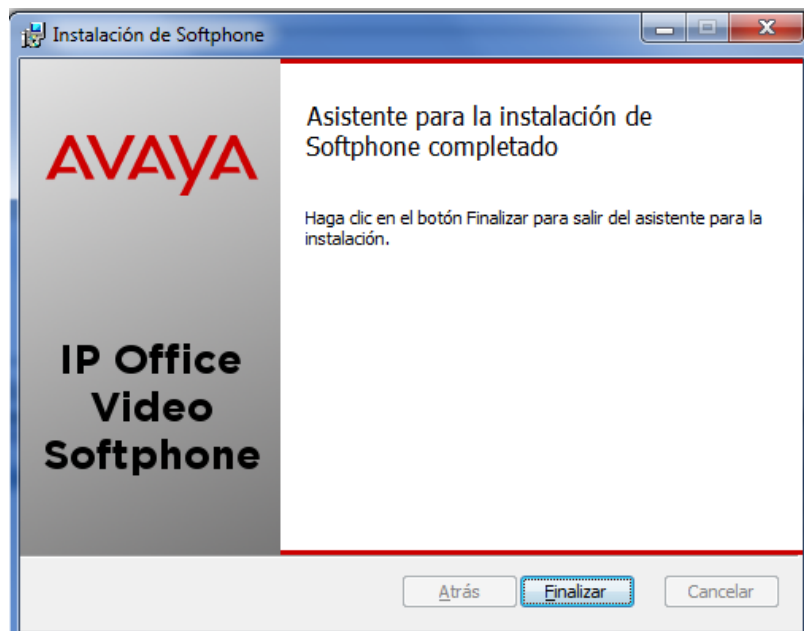 Instalación de Softphone
AVAYA
IP Office
Video
Softphone
Asistente para la instalación de
Softphone completado
Haga clic en el botón Finalizar para salir del asistente para la
instalación.
Atrás
Finalizar
Cancelar